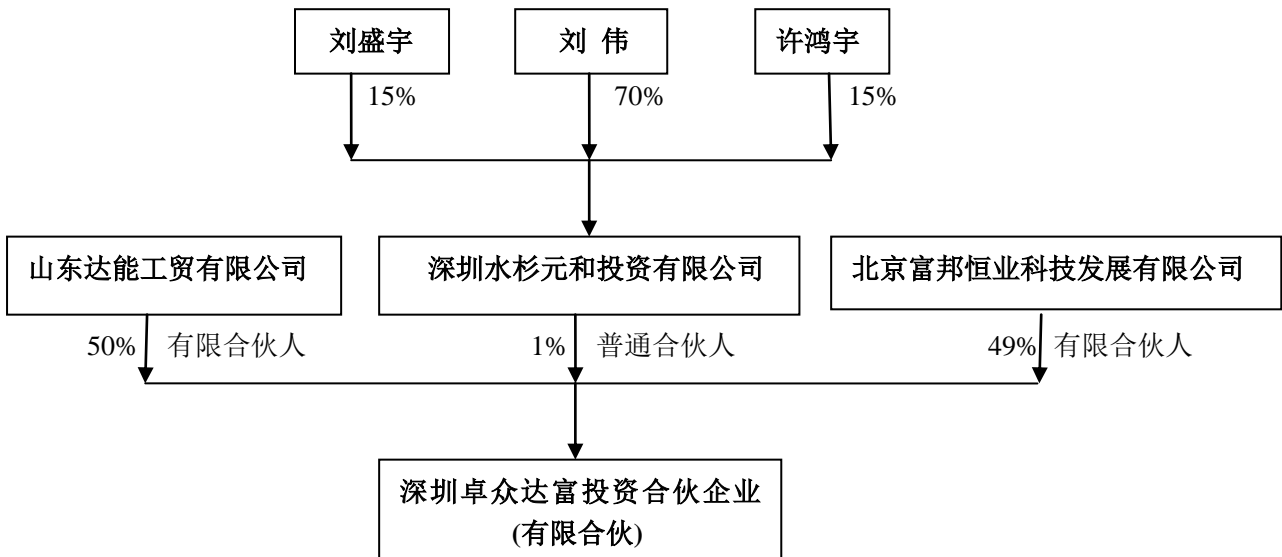 刘盛宇 刘 伟 许鸿宇
15% 70% 15%
山东达能工贸有限公司 深圳水杉元和投资有限公司 北京富邦恒业科技发展有限公司
50% 有限合伙人 1% 普通合伙人 49% 有限合伙人
深圳卓众达富投资合伙企业
(有限合伙)